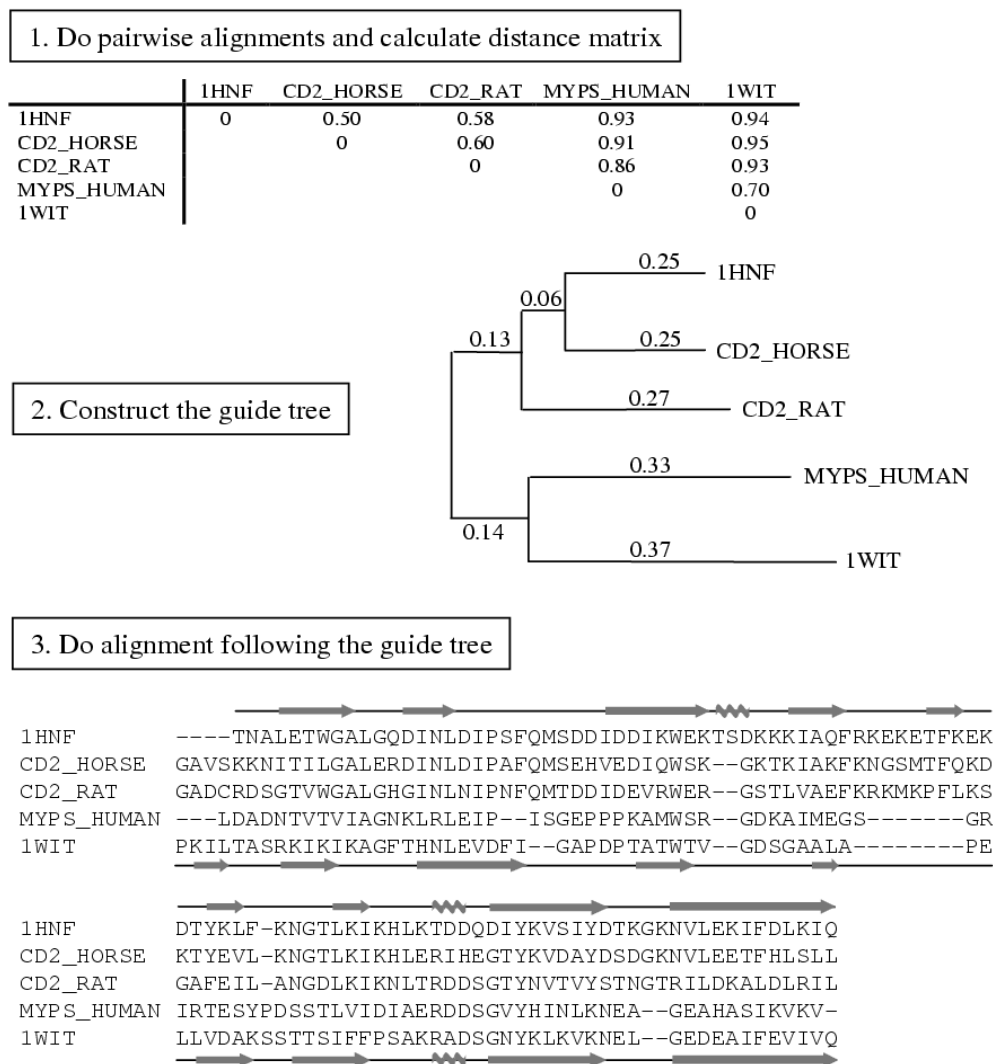 1. Do pairwise alignments and calculate distance matrix
1HNF CD2_HORSE CD2_RAT MYPS_HUMAN 1WIT
1HNF 0 0.50 0.58 0.93 0.94
CD2_HORSE 0 0.60 0.91 0.95
CD2_RAT 0 0.86 0.93
MYPS_HUMAN 0 0.70
1WIT 0
0.25 1HNF
0.06
0.13
0.25 CD2_HORSE
2. Construct the guide tree
0.27 CD2_RAT
0.33 MYPS_HUMAN
0.14
0.37 1WIT
3. Do alignment following the guide tree
1HNF ----TNALETWGALGQDINLDIPSFQMSDDIDDIKWEKTSDKKKIAQFRKEKETFKEK
CD2_HORSE GAVSKKNITILGALERDINLDIPAFQMSEHVEDIQWSK--GKTKIAKFKNGSMTFQKD
CD2_RAT GADCRDSGTVWGALGHGINLNIPNFQMTDDIDEVRWER--GSTLVAEFKRKMKPFLKS
MYPS_HUMAN ---LDADNTVTVIAGNKLRLEIP--ISGEPPPKAMWSR--GDKAIMEGS-------GR
1WIT PKILTASRKIKIKAGFTHNLEVDFI--GAPDPTATWTV--GDSGAALA--------PE
1HNF DTYKLF-KNGTLKIKHLKTDDQDIYKVSIYDTKGKNVLEKIFDLKIQ
CD2_HORSE KTYEVL-KNGTLKIKHLERIHEGTYKVDAYDSDGKNVLEETFHLSLL
CD2_RAT GAFEIL-ANGDLKIKNLTRDDSGTYNVTVYSTNGTRILDKALDLRIL
MYPS_HUMAN IRTESYPDSSTLVIDIAERDDSGVYHINLKNEA--GEAHASIKVKV-
1WIT LLVDAKSSTTSIFFPSAKRADSGNYKLKVKNEL--GEDEAIFEVIVQ